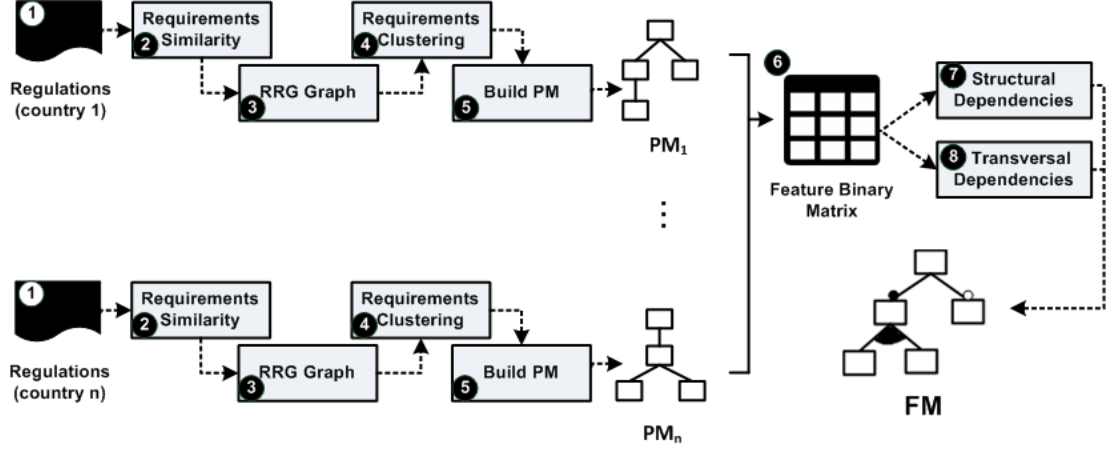 1
Regulations
(country 1)
Requirements
2 Similarity
3 RRG Graph
Requirements
4 Clustering
5 Build PM
PM1
⋮
1
Regulations
(country n)
Requirements
2 Similarity
3 RRG Graph
Requirements
4 Clustering
5 Build PM
PMn
6
Feature Binary
Matrix
7 Structural
Dependencies
8 Transversal
Dependencies
FM